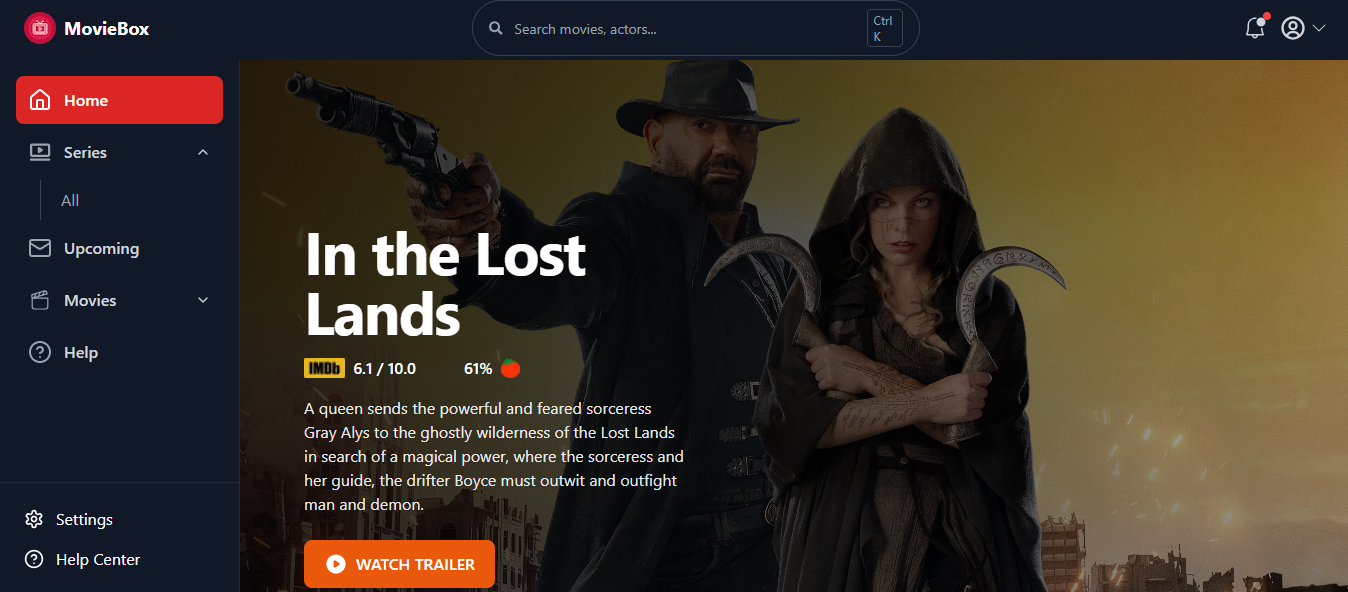 MovieBox
Search movies, actors...
Ctrl
K
Home
Series
All
Upcoming
Movies
Help
Settings
Help Center
In the Lost
Lands
IMDb 6.1 / 10.0 61%
A queen sends the powerful and feared sorceress
Gray Alys to the ghostly wilderness of the Lost Lands
in search of a magical power, where the sorceress and
her guide, the drifter Boyce must outwit and outfight
man and demon.
WATCH TRAILER